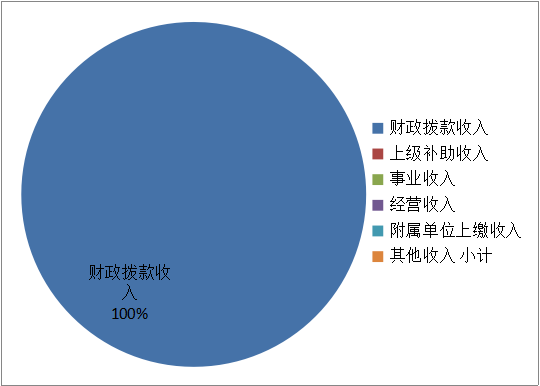 财政拨款收入
上级补助收入
事业收入
经营收入
附属单位上缴收入
其他收入 小计
财政拨款收
入
100%